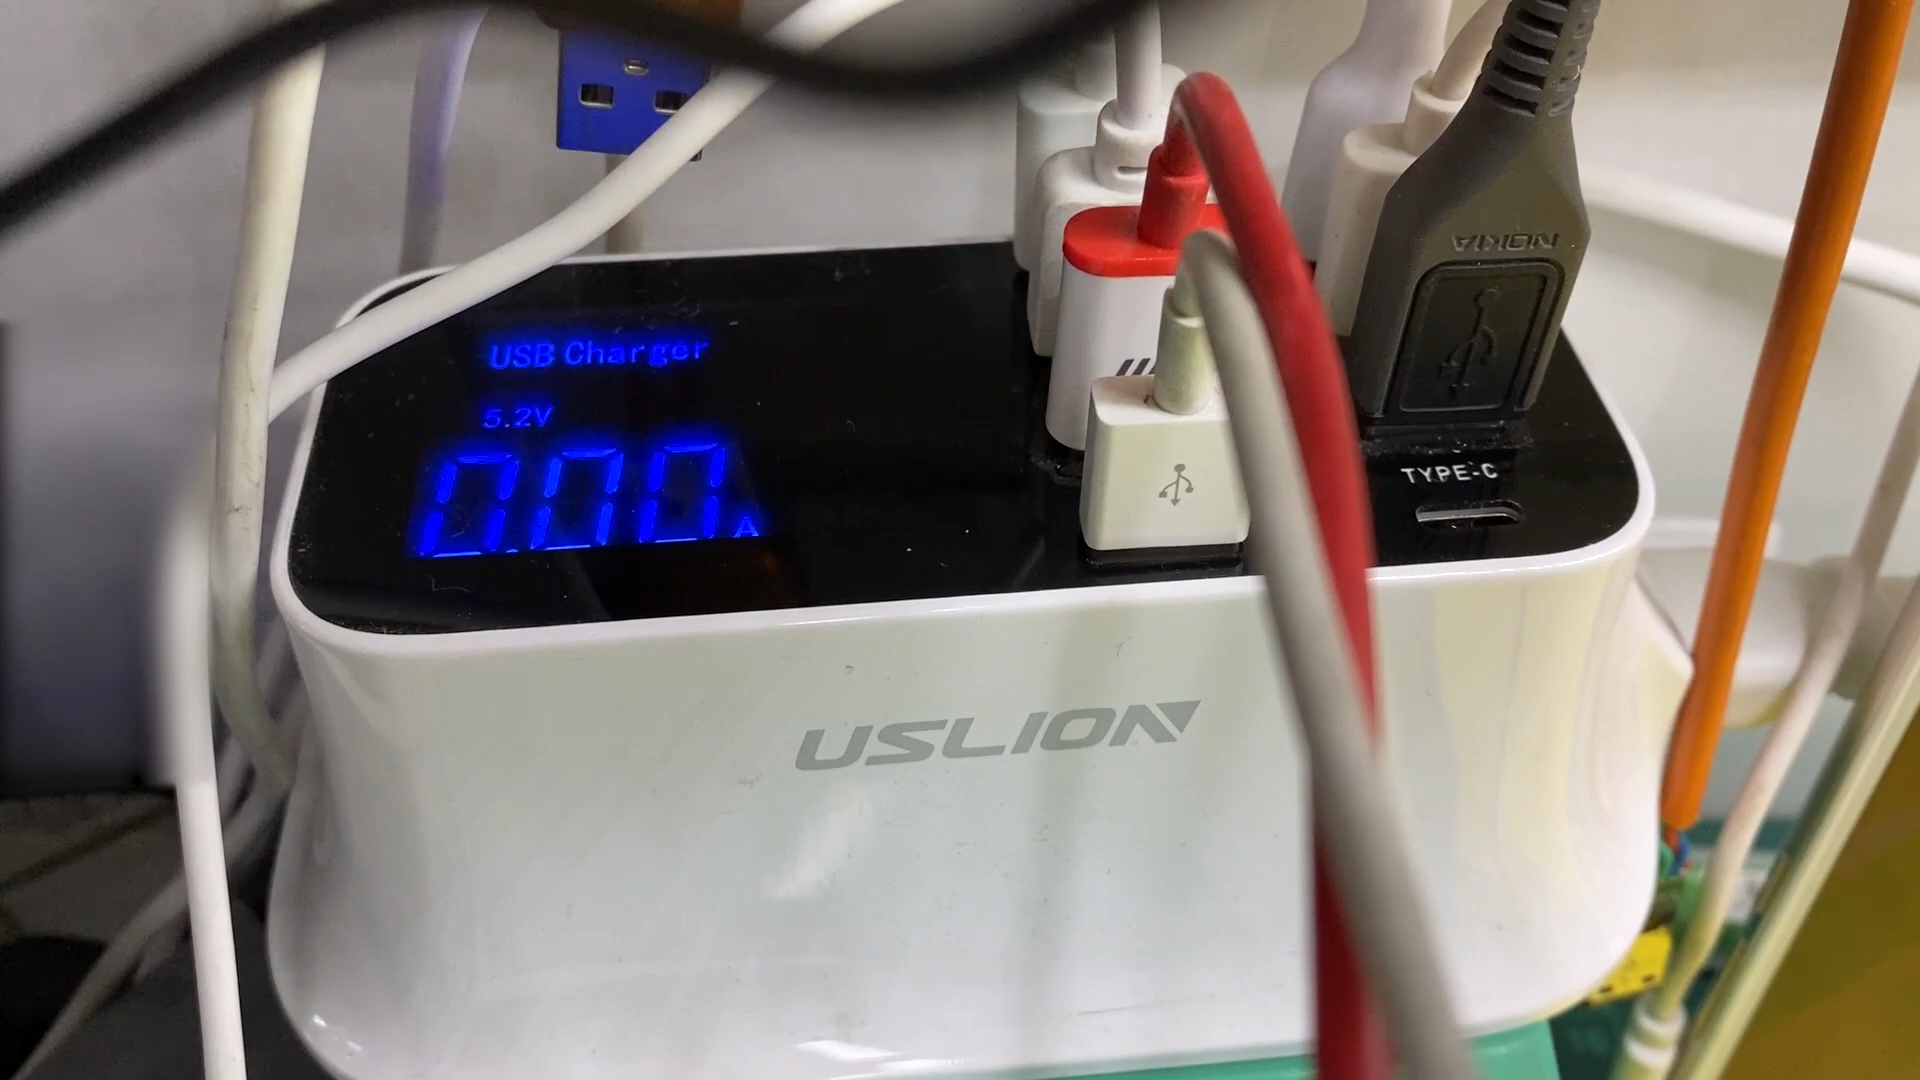 USB Charger
5.2V
0.00A
NOKIA
TYPE-C
USLION